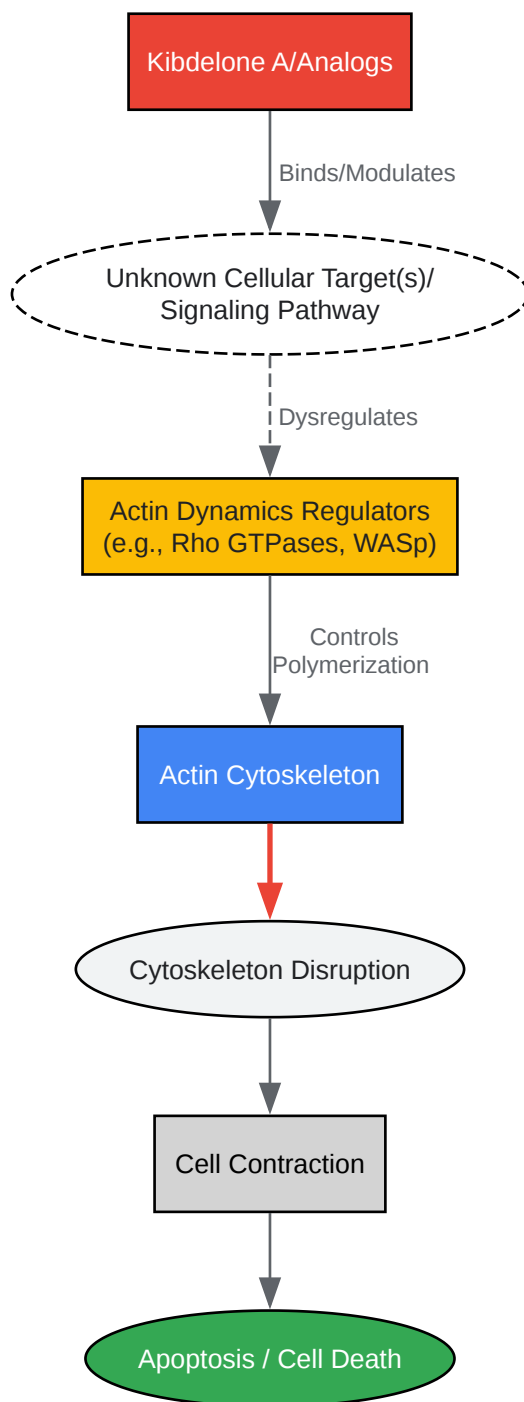 Kibdelone A/Analogs
Binds/Modulates
Unknown Cellular Target(s)/
Signaling Pathway
Dysregulates
Actin Dynamics Regulators
(e.g., Rho GTPases, WASp)
Controls
Polymerization
Actin Cytoskeleton
Cytoskeleton Disruption
Cell Contraction
Apoptosis / Cell Death